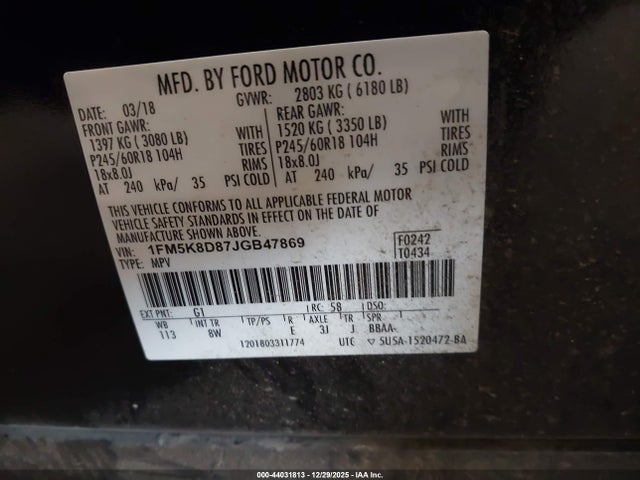 MFD. BY FORD MOTOR CO.
DATE: 03/18 GVWR: 2803 KG ( 6180 LB)
FRONT GAWR: REAR GAWR:
1397 KG ( 3080 LB) WITH 1520 KG ( 3350 LB) WITH
P245/60R18 104H TIRES P245/60R18 104H TIRES
18x8.0J RIMS 18x8.0J RIMS
AT 240 kPa/ 35 PSI COLD AT 240 kPa/ 35 PSI COLD
THIS VEHICLE CONFORMS TO ALL APPLICABLE FEDERAL MOTOR
VEHICLE SAFETY STANDARDS IN EFFECT ON THE DATE OF
MANUFACTURE SHOWN ABOVE.
VIN: 1FM5K8D87JGB47869 F0242
TYPE: MPV T0434
EXT PNT: G1 RC: 58 DSO:
WB INT TR TP/PS R AXLE TR SPR
113 8W E 3J J BBAA-
1201803311774 UTC ▽ SU5A-1520472-BA
000-44031813 - 12/29/2025 - IAA Inc.